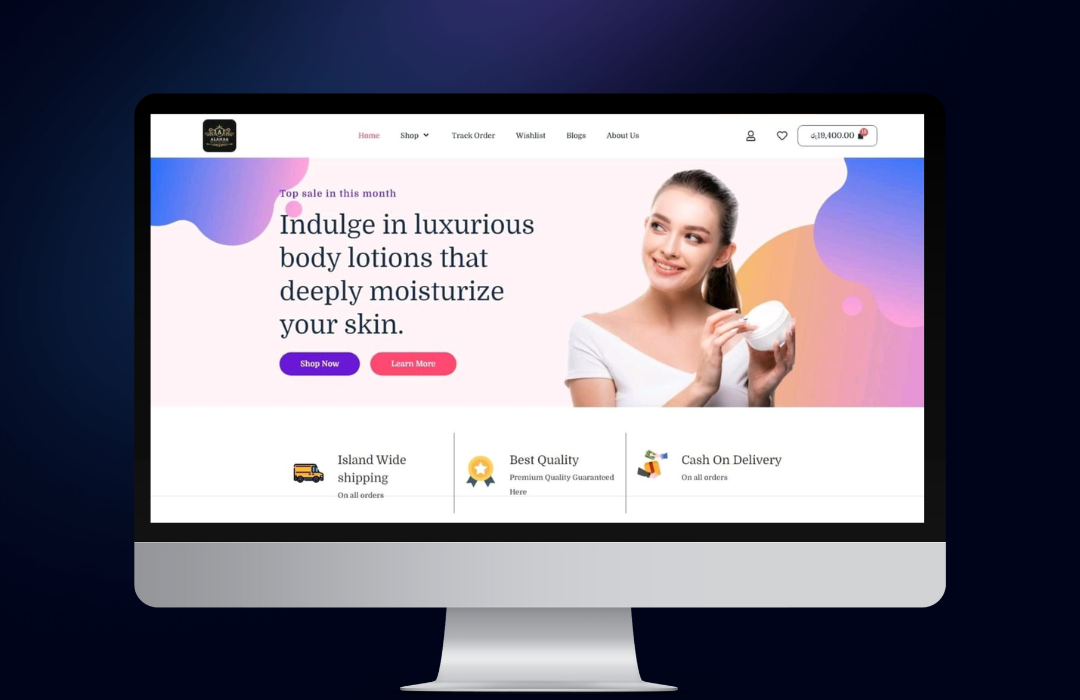 Home
Shop
Track Order
Wishlist
Blogs
About Us
රු19,400.00
Top sale in this month
Indulge in luxurious
body lotions that
deeply moisturize
your skin.
Shop Now
Learn More
Island Wide
shipping
On all orders
Best Quality
Premium Quality Guaranteed
Here
Cash On Delivery
On all orders